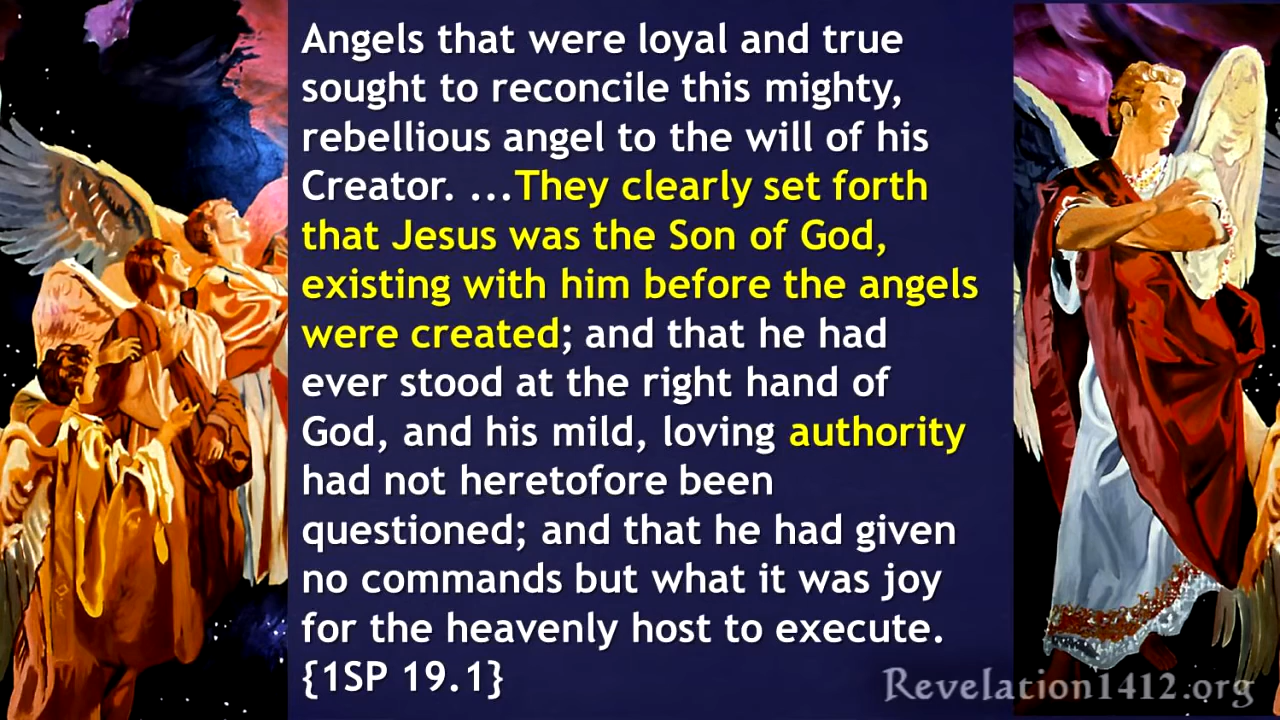 Angels that were loyal and true
sought to reconcile this mighty,
rebellious angel to the will of his
Creator. ...They clearly set forth
that Jesus was the Son of God,
existing with him before the angels
were created; and that he had
ever stood at the right hand of
God, and his mild, loving authority
had not heretofore been
questioned; and that he had given
no commands but what it was joy
for the heavenly host to execute.
{1SP 19.1}
Revelation1412.org